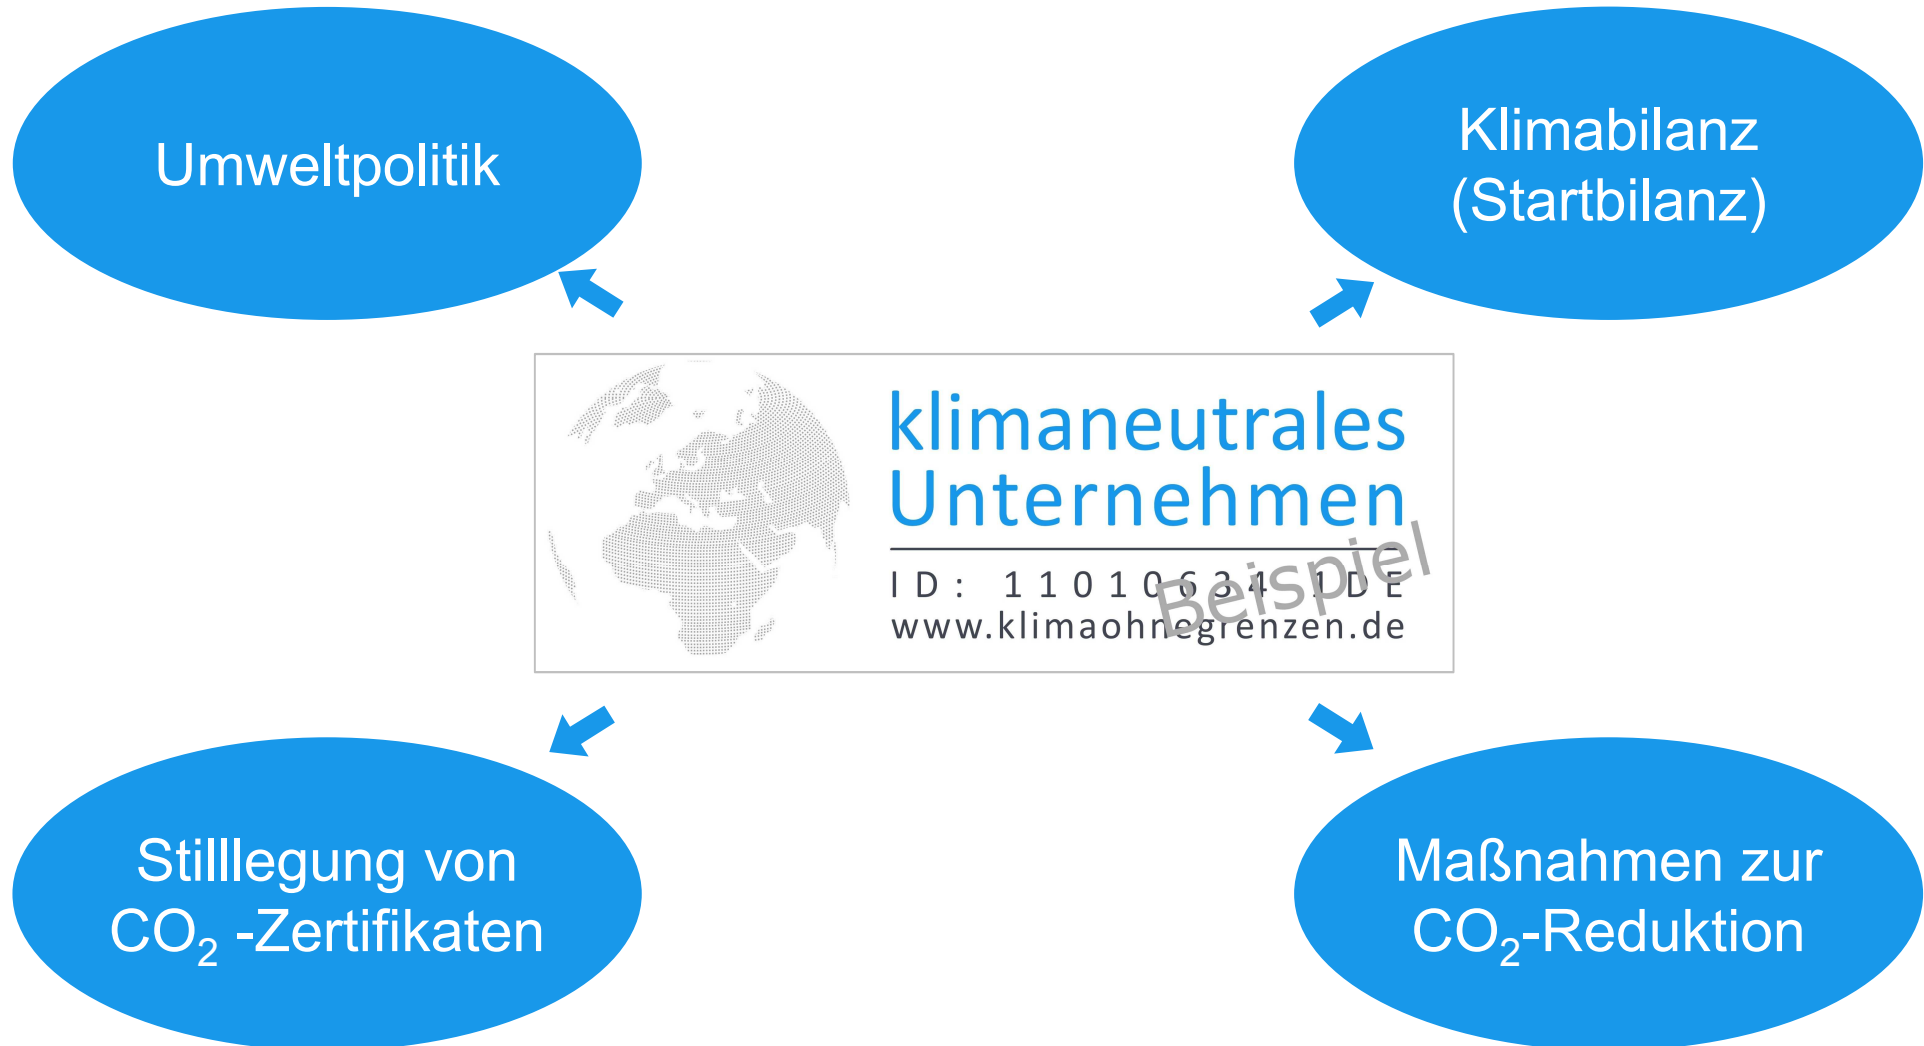 Umweltpolitik
Klimabilanz
(Startbilanz)
klimaneutrales
Unternehmen
ID: 11010634 1DE
www.klimaohnegrenzen.de
Beispiel
Stilllegung von
CO₂ -Zertifikaten
Maßnahmen zur
CO₂-Reduktion